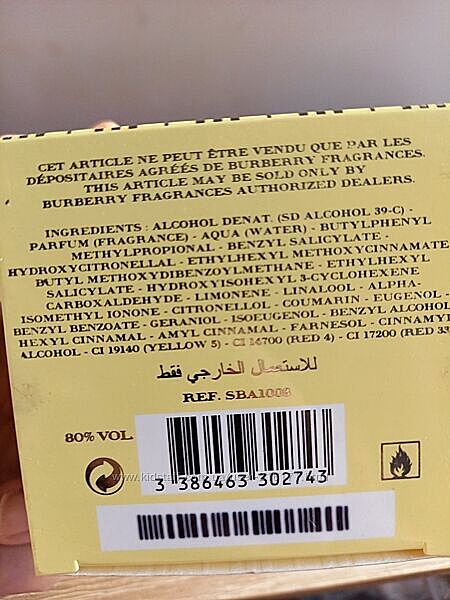 CET ARTICLE NE PEUT ÊTRE VENDU QUE PAR LES
DÉPOSITAIRES AGRÉÉS DE BURBERRY FRAGRANCES.
THIS ARTICLE MAY BE SOLD ONLY BY
BURBERRY FRAGRANCES AUTHORIZED DEALERS.
INGREDIENTS : ALCOHOL DENAT. (SD ALCOHOL 39-C) -
PARFUM (FRAGRANCE) - AQUA (WATER) - BUTYLPHENYL
METHYLPROPIONAL - BENZYL SALICYLATE -
HYDROXYCITRONELLAL - ETHYLHEXYL METHOXYCINNAMATE
BUTYL METHOXYDIBENZOYLMETHANE - ETHYLHEXYL
SALICYLATE - HYDROXYISOHEXYL 3-CYCLOHEXENE
CARBOXALDEHYDE - LIMONENE - LINALOOL - ALPHA-
ISOMETHYL IONONE - CITRONELLOL - COUMARIN - EUGENOL -
BENZYL BENZOATE - GERANIOL - ISOEUGENOL - BENZYL ALCOHOL
HEXYL CINNAMAL - AMYL CINNAMAL - FARNESOL - CINNAMYL
ALCOHOL - CI 19140 (YELLOW 5) - CI 14700 (RED 4) - CI 17200 (RED 33
للاستعمال الخارجي فقط
REF. SBA1003
80% VOL
3 386463 302743